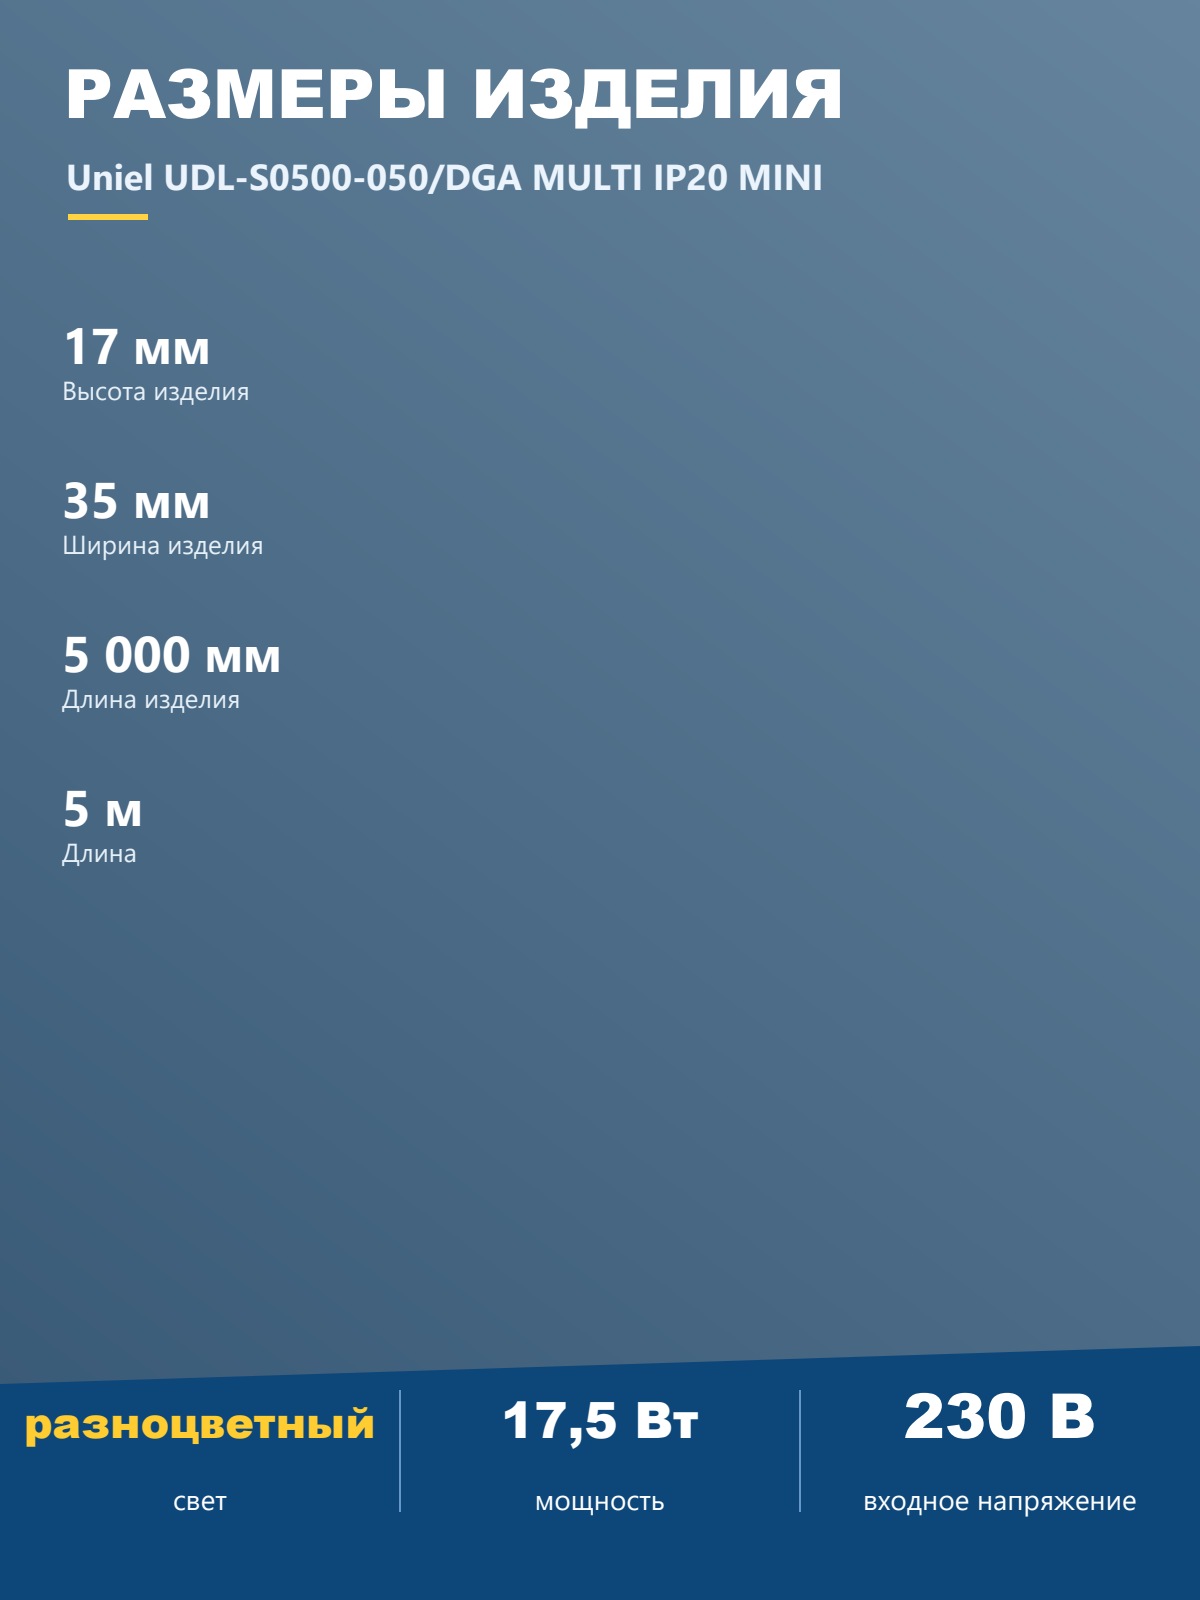 РАЗМЕРЫ ИЗДЕЛИЯ
Uniel UDL-S0500-050/DGA MULTI IP20 MINI
17 мм
Высота изделия
35 мм
Ширина изделия
5 000 мм
Длина изделия
5 м
Длина
разноцветный
свет
17,5 Вт
мощность
230 В
входное напряжение